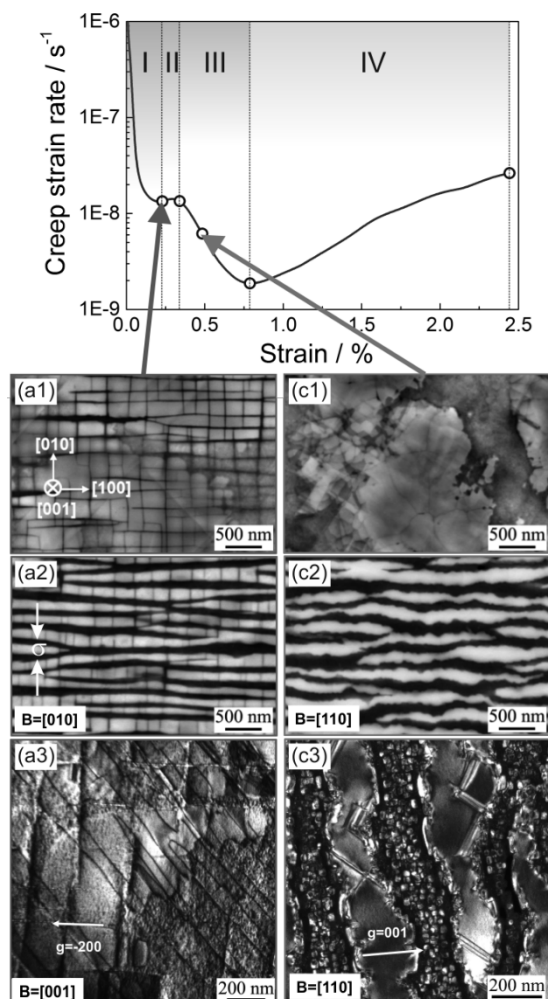 1E-6
1E-7
1E-8
1E-9
Creep strain rate / s⁻¹
I II III IV
0.0 0.5 1.0 1.5 2.0 2.5
Strain / %
(a1)
[010]
[100]
[001]
500 nm
(c1)
500 nm
(a2)
σ
B=[010]
500 nm
(c2)
B=[110]
500 nm
(a3)
g=-200
B=[001]
200 nm
(c3)
g=001
B=[110]
200 nm